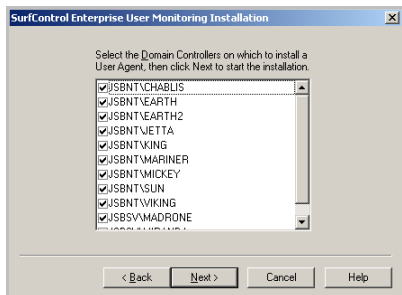 SurfControl Enterprise User Monitoring Installation
Select the Domain Controllers on which to install a
User Agent, then click Next to start the installation.
JSBNT\CHABLIS
JSBNT\EARTH
JSBNT\EARTH2
JSBNT\JETTA
JSBNT\KING
JSBNT\MARINER
JSBNT\MICKEY
JSBNT\SUN
JSBNT\VIKING
JSBSV\MADRONE
< Back Next > Cancel Help